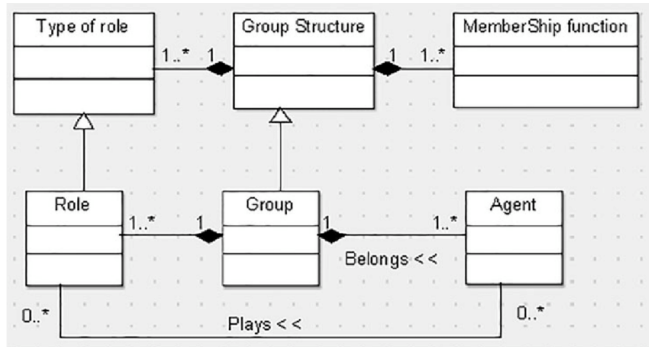 Type of role
Group Structure
MemberShip function
1..*
1
1
1..*
Role
Group
Agent
1..*
1
1
1..*
Belongs <<
0..*
0..*
Plays <<